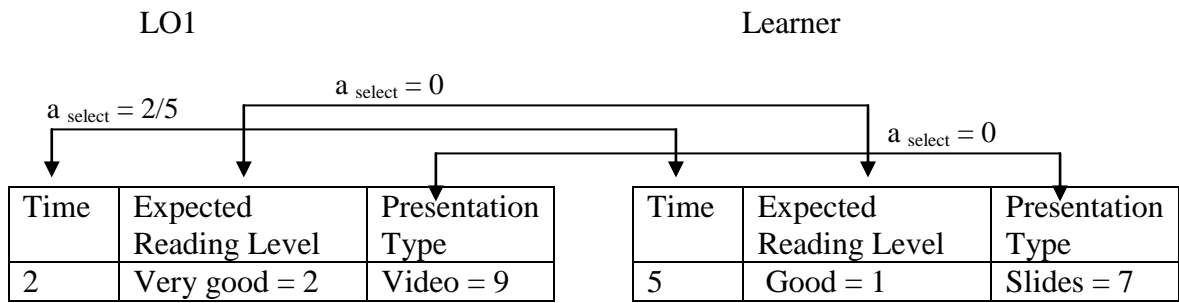 LO1 Learner
a select = 0
a select = 2/5
a select = 0
Time Expected Reading Level Presentation Type Time Expected Reading Level Presentation Type
2 Very good = 2 Video = 9 5 Good = 1 Slides = 7